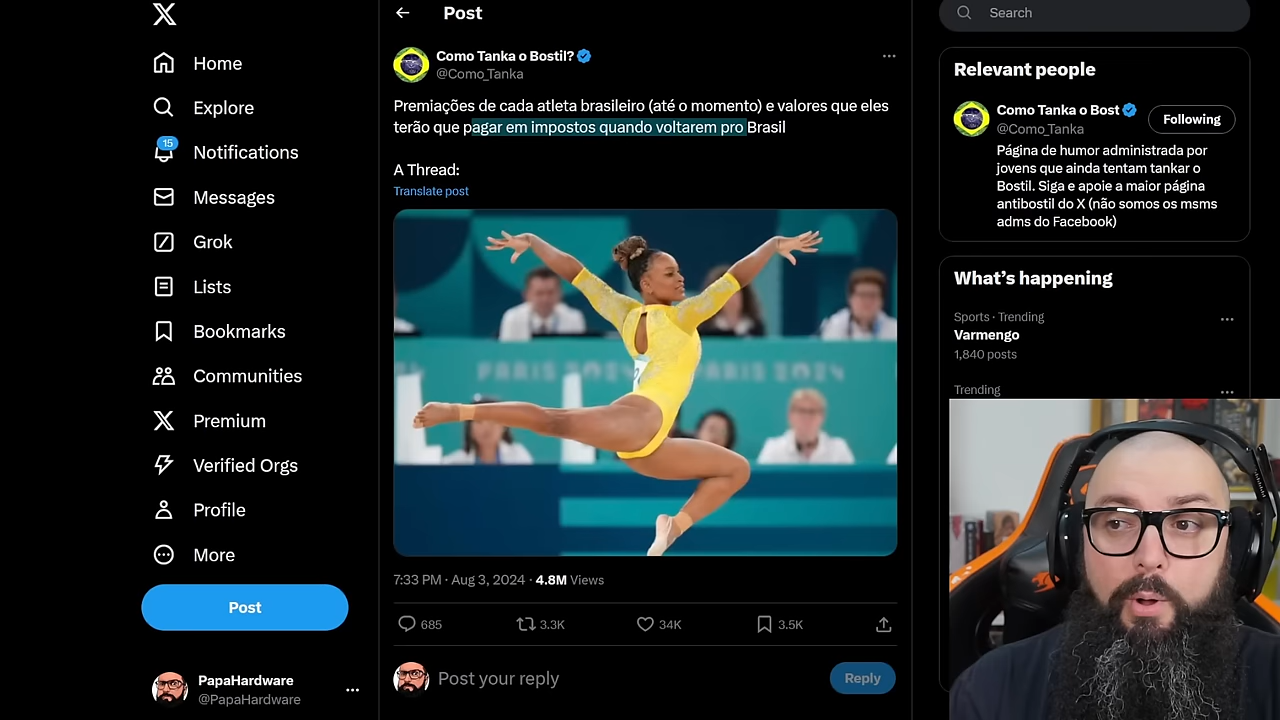 Home
Explore
15
Notifications
Messages
Grok
Lists
Bookmarks
Communities
Premium
Verified Orgs
Profile
More
Post
PapaHardware
@PapaHardware
Post
Como Tanka o Bostil?
@Como_Tanka
Premiações de cada atleta brasileiro (até o momento) e valores que eles
terão que pagar em impostos quando voltarem pro Brasil
A Thread:
Translate post
PARIS 2024 PARIS 2024
7:33 PM · Aug 3, 2024 · 4.8M Views
685 3.3K 34K 3.5K
Post your reply
Reply
Search
Relevant people
Como Tanka o Bost
@Como_Tanka
Following
Página de humor administrada por
jovens que ainda tentam tankar o
Bostil. Siga e apoie a maior página
antibostil do X (não somos os msms
adms do Facebook)
What's happening
Sports · Trending
Varmengo
1,840 posts
Trending